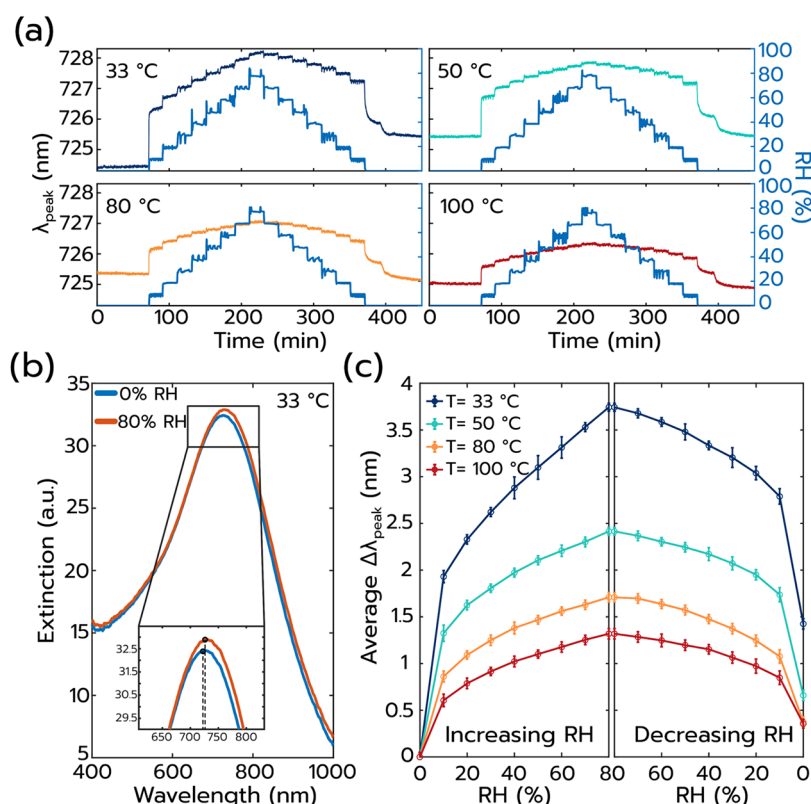 (a)
33 °C
50 °C
80 °C
100 °C
728
727
726
725
728
727
726
725
λpeak (nm)
100
80
60
40
20
0
100
80
60
40
20
0
RH (%)
0 100 200 300 400
0 100 200 300 400
Time (min)
Time (min)
(b)
35
30
25
20
15
10
5
Extinction (a.u.)
0% RH
80% RH
33 °C
32.5
31.5
30.5
29.5
650 700 750 800
400 600 800 1000
Wavelength (nm)
(c)
4
3.5
3
2.5
2
1.5
1
0.5
0
Average Δλpeak (nm)
T= 33 °C
T= 50 °C
T= 80 °C
T= 100 °C
Increasing RH
Decreasing RH
0 20 40 60 80 60 40 20 0
RH (%)
RH (%)